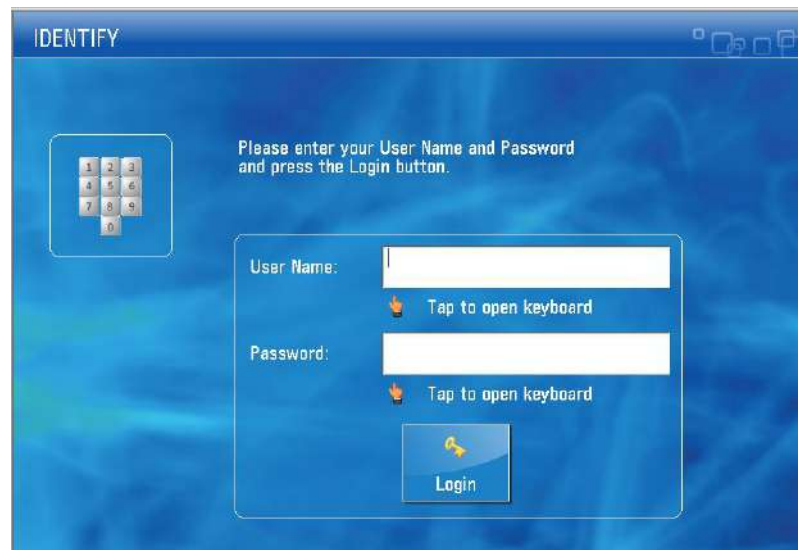 IDENTIFY
1 2 3
4 5 6
7 8 9
0
Please enter your User Name and Password
and press the Login button.
User Name:
Tap to open keyboard
Password:
Tap to open keyboard
Login